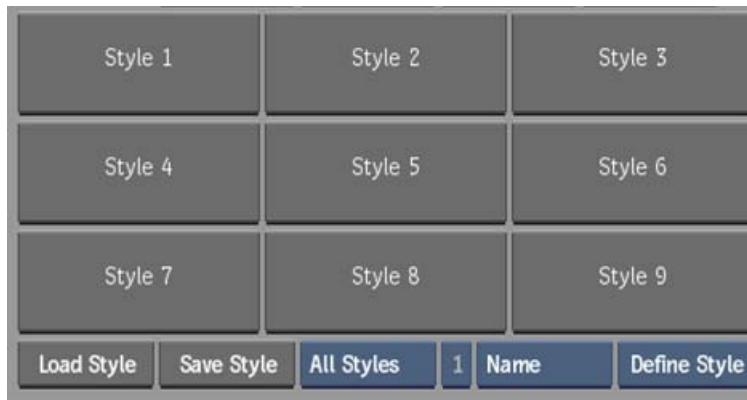 Style 1 Style 2 Style 3
Style 4 Style 5 Style 6
Style 7 Style 8 Style 9
Load Style Save Style All Styles 1 Name Define Style